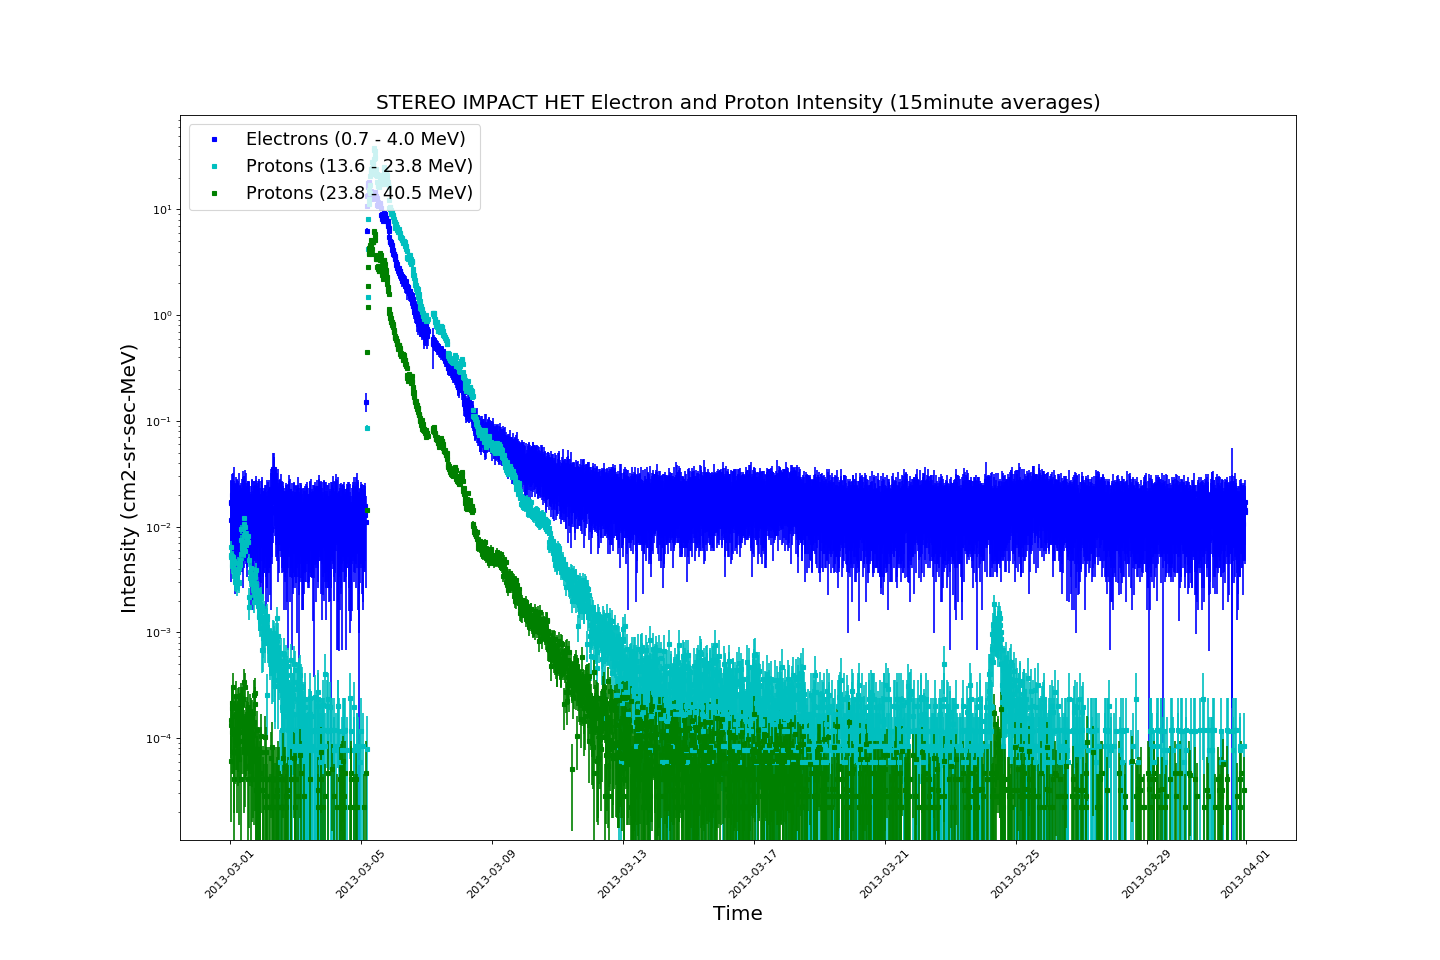 STEREO IMPACT HET Electron and Proton Intensity (15minute averages)
Electrons (0.7 - 4.0 MeV)
Protons (13.6 - 23.8 MeV)
Protons (23.8 - 40.5 MeV)
Intensity (cm2-sr-sec-MeV)
10¹
10⁰
10⁻¹
10⁻²
10⁻³
10⁻⁴
2013-03-01
2013-03-05
2013-03-09
2013-03-13
2013-03-17
2013-03-21
2013-03-25
2013-03-29
2013-04-01
Time